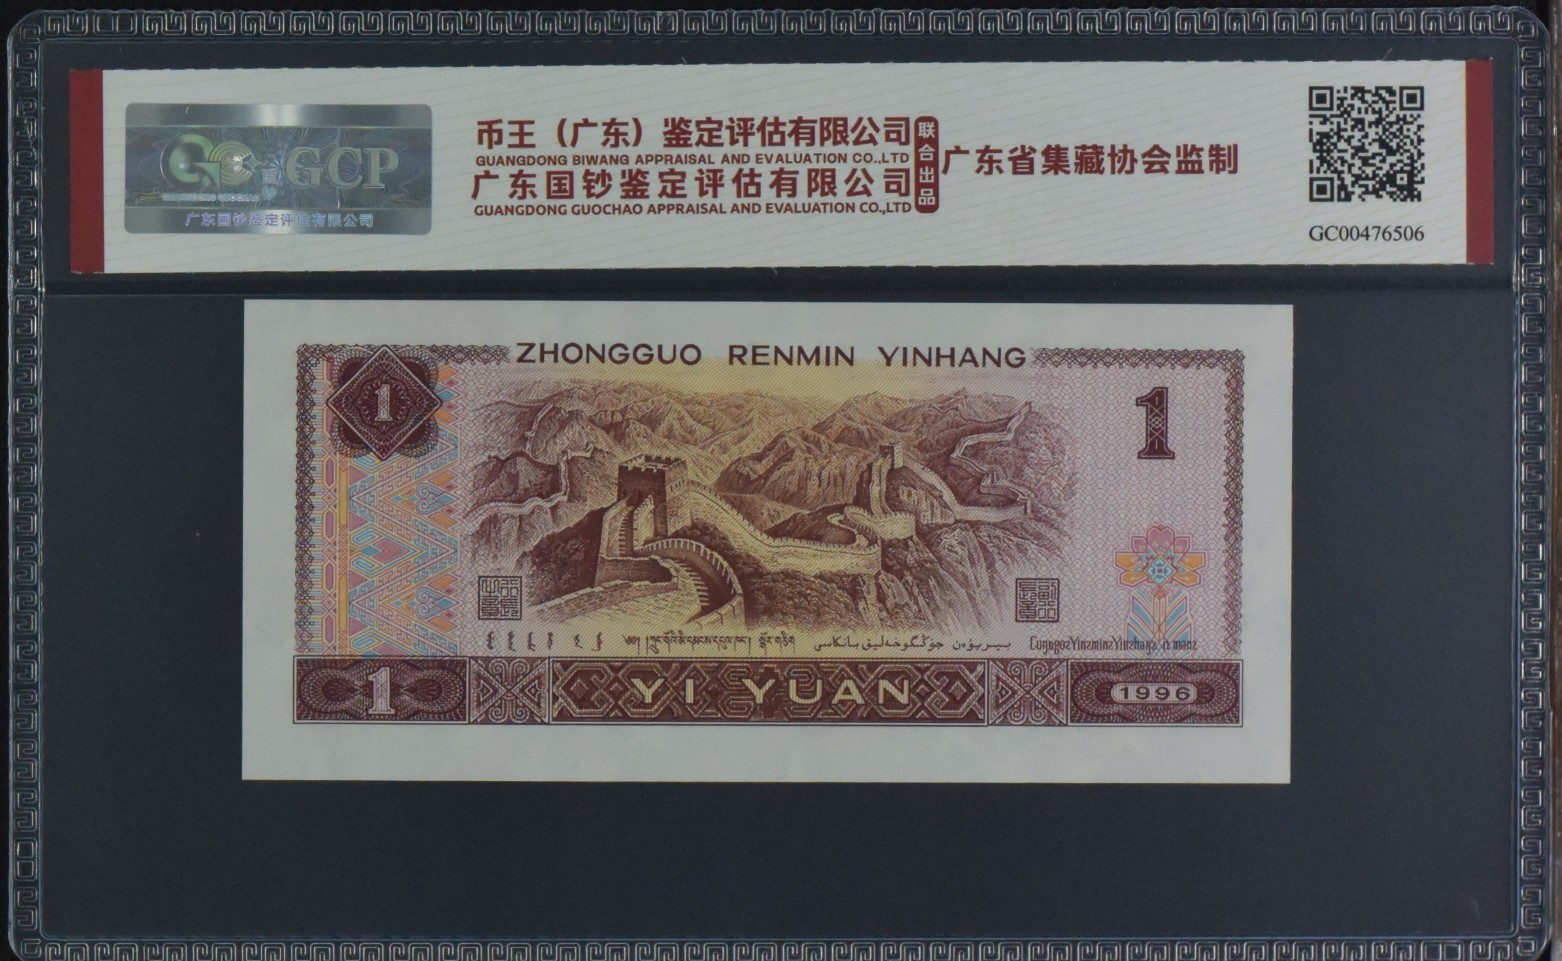 GCP
广东国钞鉴定评估有限公司
币王（广东）鉴定评估有限公司
GUANGDONG BIWANG APPRAISAL AND EVALUATION CO.,LTD
广东国钞鉴定评估有限公司
GUANGDONG GUOCHAO APPRAISAL AND EVALUATION CO.,LTD
联合出品
广东省集藏协会监制
GC00476506
ZHONGGUO RENMIN YINHANG
1
1
جۇڭگو خەلىق بانكىسى
1
YI YUAN
1996